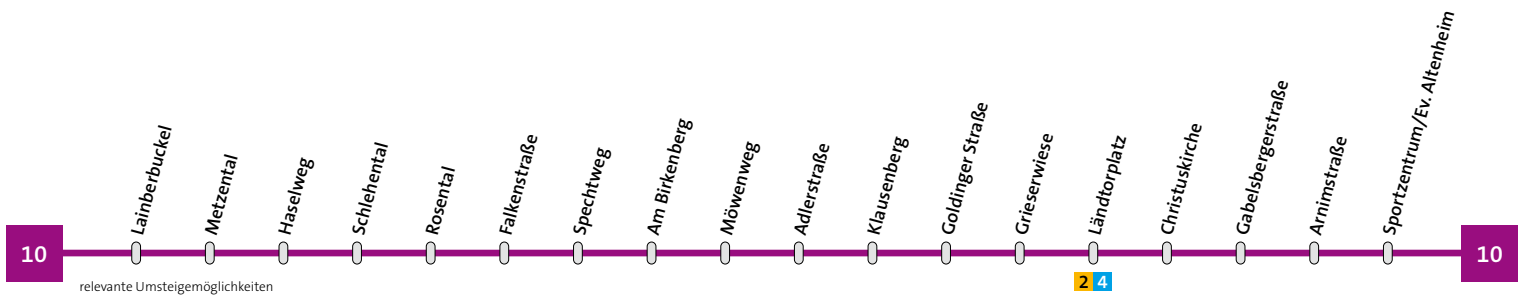 Lainberbuckel
Metzental
Haselweg
Schlehental
Rosental
Falkenstraße
Spechtweg
Am Birkenberg
Möwenweg
Adlerstraße
Klausenberg
Goldinger Straße
Grieserwiese
Ländtorplatz
Christuskirche
Gabelsbergerstraße
Arnimstraße
Sportzentrum/Ev. Altenheim
10
10
relevante Umsteigemöglichkeiten
2 4